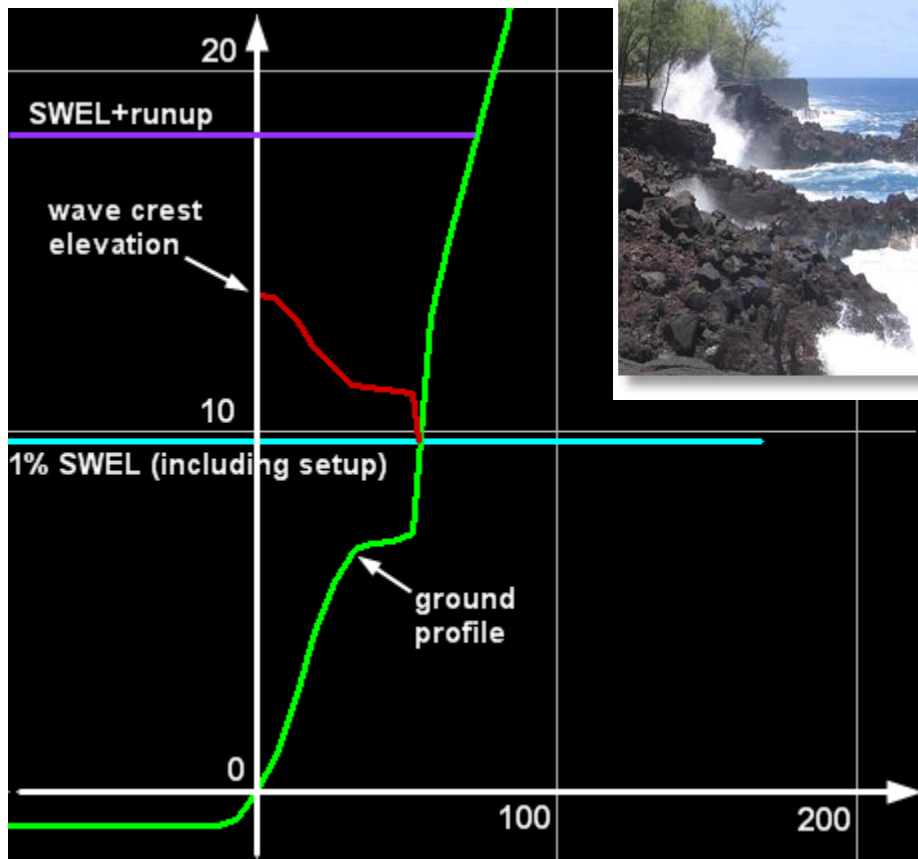 20
SWEL+runup
wave crest
elevation
10
1% SWEL (including setup)
ground
profile
0
100
200